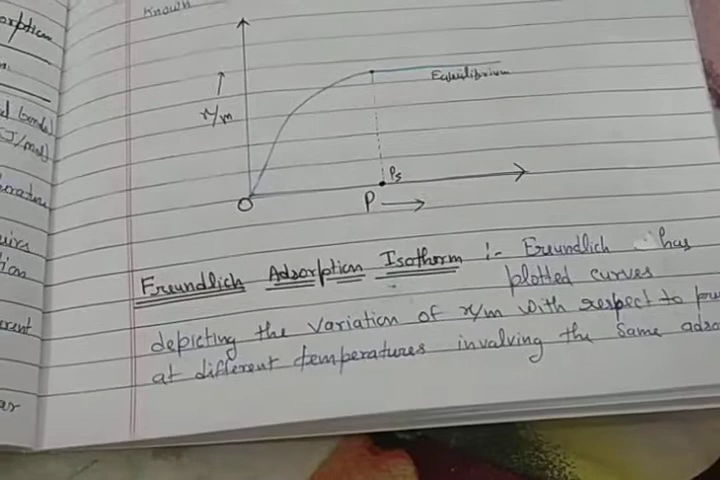 Known
↑
x/m
Equilibrium
Ps
O
P →
Freundlich Adsorption Isotherm :- Freundlich has
plotted curves
depicting the variation of x/m with respect to
at different temperatures involving the same